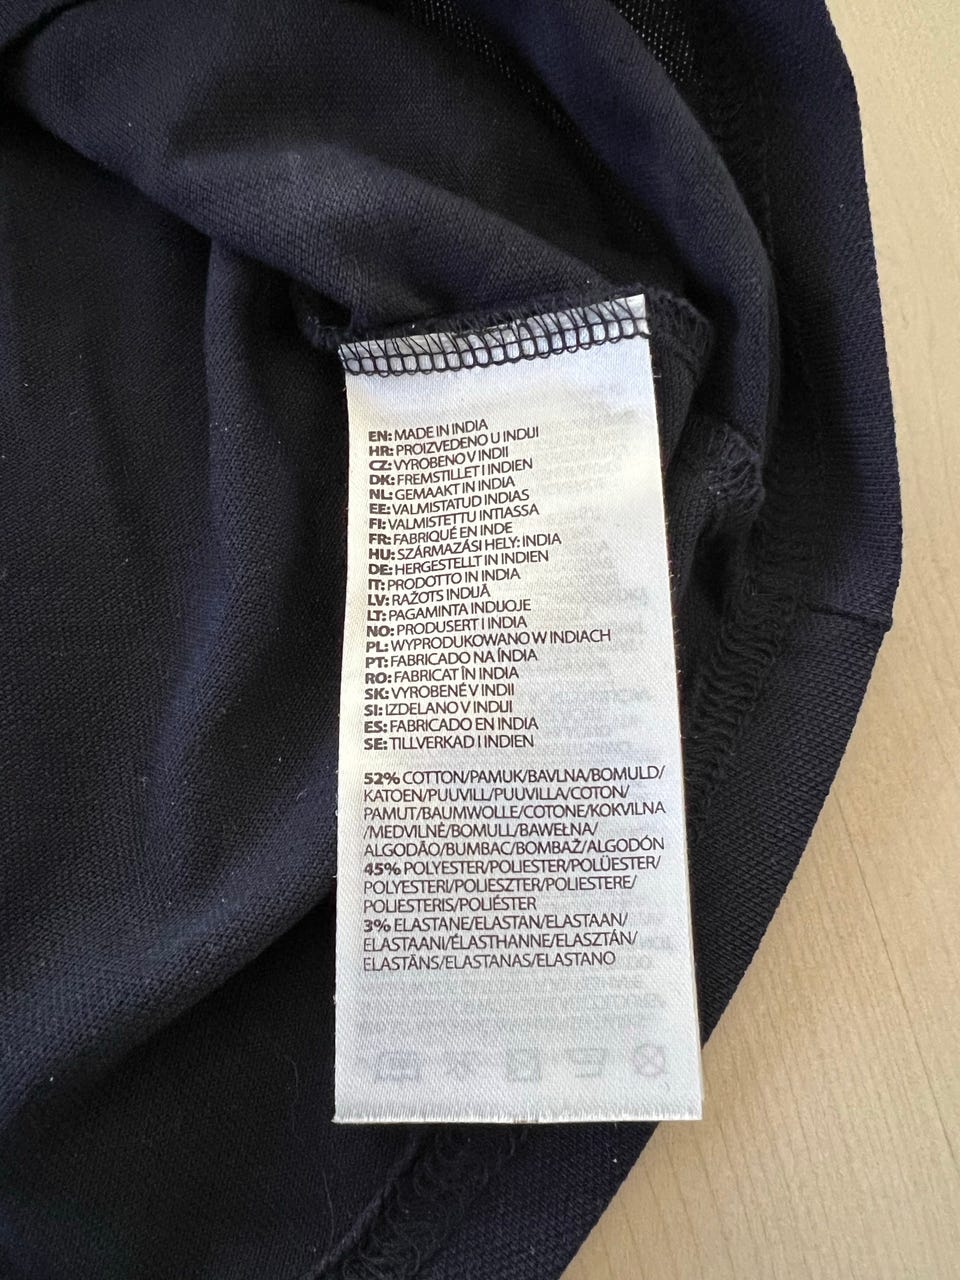 EN: MADE IN INDIA
HR: PROIZVEDENO U INDIJI
CZ: VYROBENO V INDII
DK: FREMSTILLET I INDIEN
NL: GEMAAKT IN INDIA
EE: VALMISTATUD INDIAS
FI: VALMISTETTU INTIASSA
FR: FABRIQUÉ EN INDE
HU: SZÁRMAZÁSI HELY: INDIA
DE: HERGESTELLT IN INDIEN
IT: PRODOTTO IN INDIA
LV: RAŽOTS INDIJĀ
LT: PAGAMINTA INDIJOJE
NO: PRODUSERT I INDIA
PL: WYPRODUKOWANO W INDIACH
PT: FABRICADO NA ÍNDIA
RO: FABRICAT ÎN INDIA
SK: VYROBENÉ V INDII
SI: IZDELANO V INDIJI
ES: FABRICADO EN INDIA
SE: TILLVERKAD I INDIEN
52% COTTON/PAMUK/BAVLNA/BOMULD/
KATOEN/PUUVILL/PUUVILLA/COTON/
PAMUT/BAUMWOLLE/COTONE/KOKVILNA
/MEDVILNĖ/BOMULL/BAWEŁNA/
ALGODÃO/BUMBAC/BOMBAŽ/ALGODÓN
45% POLYESTER/POLIESTER/POLÜESTER/
POLYESTERI/POLIESZTER/POLIESTERE/
POLIESTERIS/POLIÉSTER
3% ELASTANE/ELASTAN/ELASTAAN/
ELASTAANI/ÉLASTHANNE/ELASZTÁN/
ELASTĀNS/ELASTANAS/ELASTANO